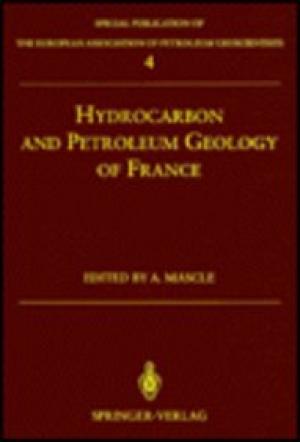 SPECIAL PUBLICATION OF
THE EUROPEAN ASSOCIATION OF PETROLEUM GEOSCIENTISTS
4
HYDROCARBON
AND PETROLEUM GEOLOGY
OF FRANCE
EDITED BY A. MASCLE
SPRINGER-VERLAG